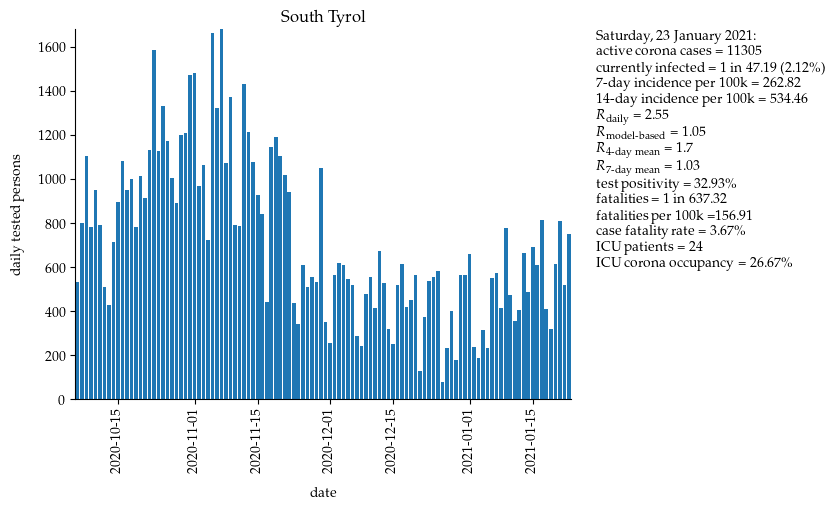 South Tyrol
daily tested persons
1600
1400
1200
1000
800
600
400
200
0
2020-10-15
2020-11-01
2020-11-15
2020-12-01
2020-12-15
2021-01-01
2021-01-15
date
Saturday, 23 January 2021:
active corona cases = 11305
currently infected = 1 in 47.19 (2.12%)
7-day incidence per 100k = 262.82
14-day incidence per 100k = 534.46
R daily = 2.55
R model-based = 1.05
R 4-day mean = 1.7
R 7-day mean = 1.03
test positivity = 32.93%
fatalities = 1 in 637.32
fatalities per 100k =156.91
case fatality rate = 3.67%
ICU patients = 24
ICU corona occupancy = 26.67%